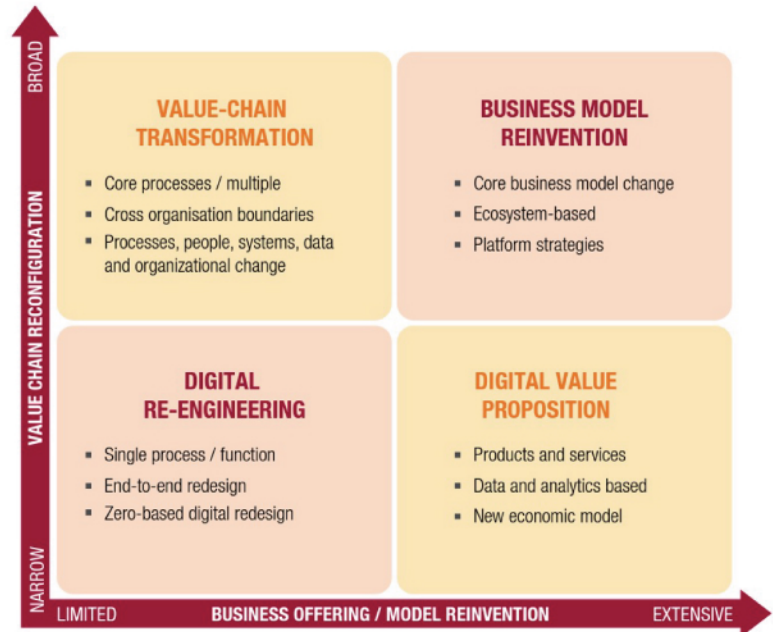 BROAD
VALUE CHAIN RECONFIGURATION
NARROW
VALUE-CHAIN
TRANSFORMATION
▪ Core processes / multiple
▪ Cross organisation boundaries
▪ Processes, people, systems, data
and organizational change
BUSINESS MODEL
REINVENTION
▪ Core business model change
▪ Ecosystem-based
▪ Platform strategies
DIGITAL
RE-ENGINEERING
▪ Single process / function
▪ End-to-end redesign
▪ Zero-based digital redesign
DIGITAL VALUE
PROPOSITION
▪ Products and services
▪ Data and analytics based
▪ New economic model
LIMITED BUSINESS OFFERING / MODEL REINVENTION EXTENSIVE